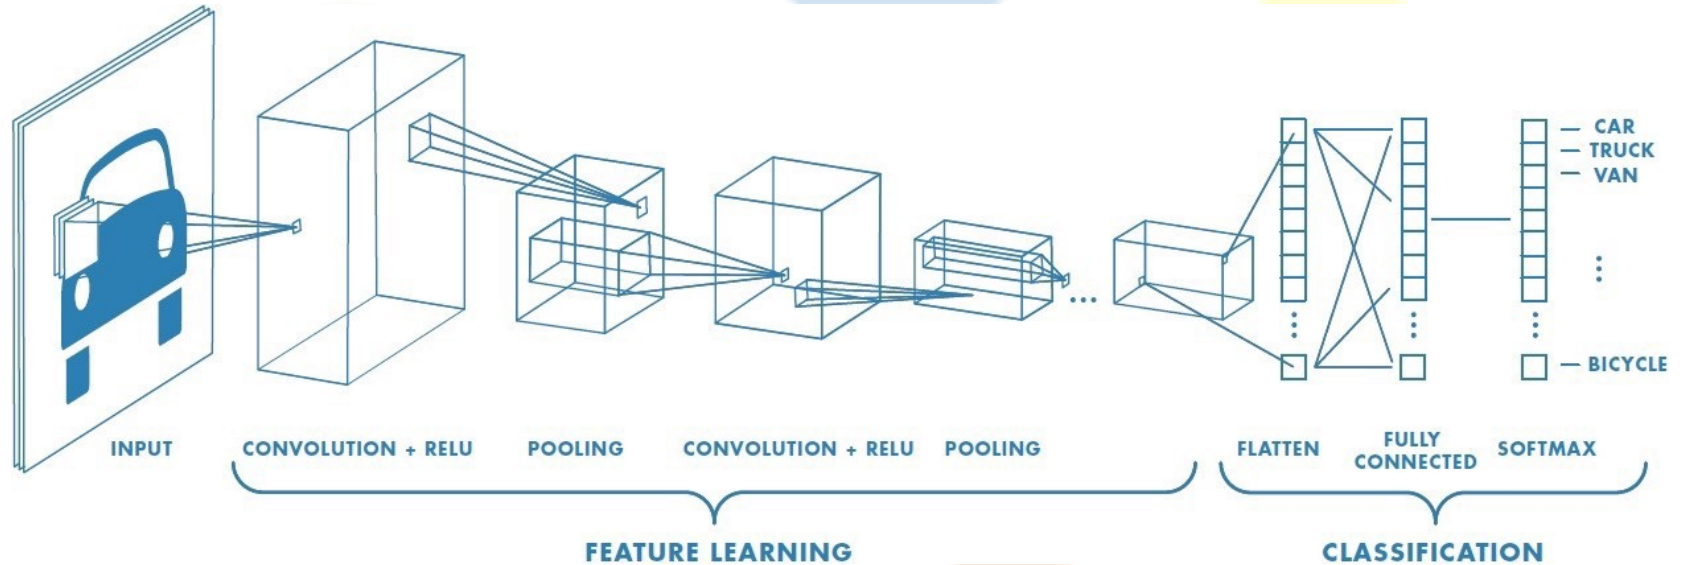 CAR
TRUCK
VAN
BICYCLE
INPUT
CONVOLUTION + RELU
POOLING
CONVOLUTION + RELU
POOLING
FLATTEN
FULLY
CONNECTED
SOFTMAX
FEATURE LEARNING
CLASSIFICATION